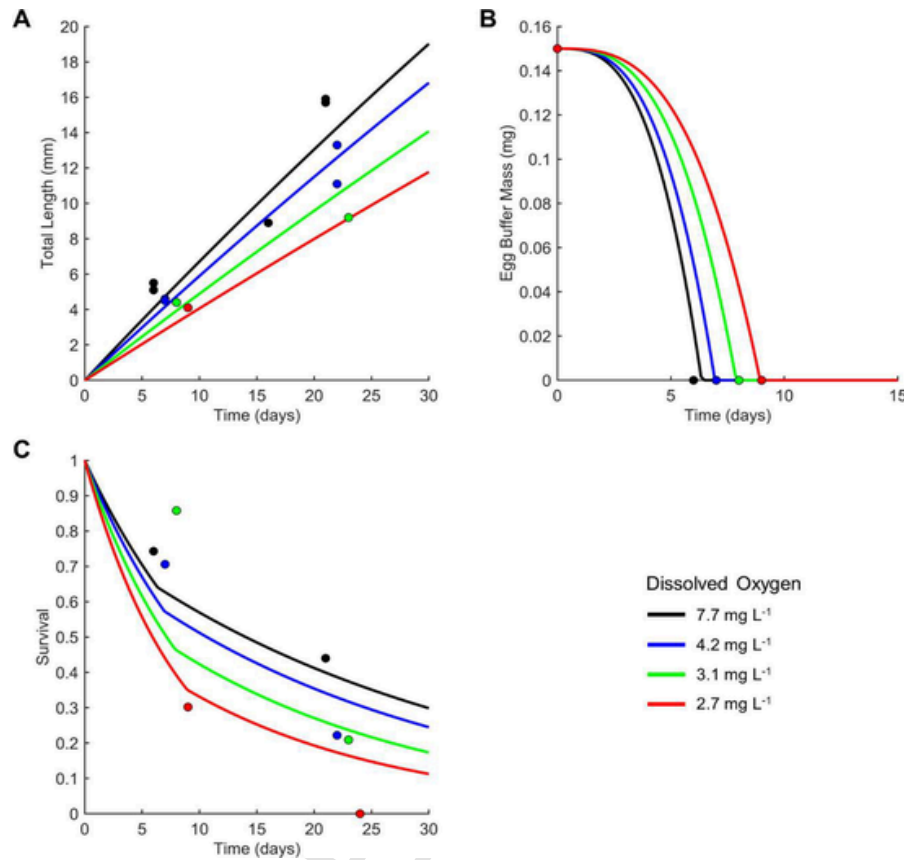 A
20
18
16
14
12
10
8
6
4
2
0
Total Length (mm)
0 5 10 15 20 25 30
Time (days)
B
0.16
0.14
0.12
0.1
0.08
0.06
0.04
0.02
0
Egg Buffer Mass (mg)
0 5 10 15
Time (days)
C
1
0.9
0.8
0.7
0.6
0.5
0.4
0.3
0.2
0.1
0
Survival
0 5 10 15 20 25 30
Time (days)
Dissolved Oxygen
7.7 mg L⁻¹
4.2 mg L⁻¹
3.1 mg L⁻¹
2.7 mg L⁻¹